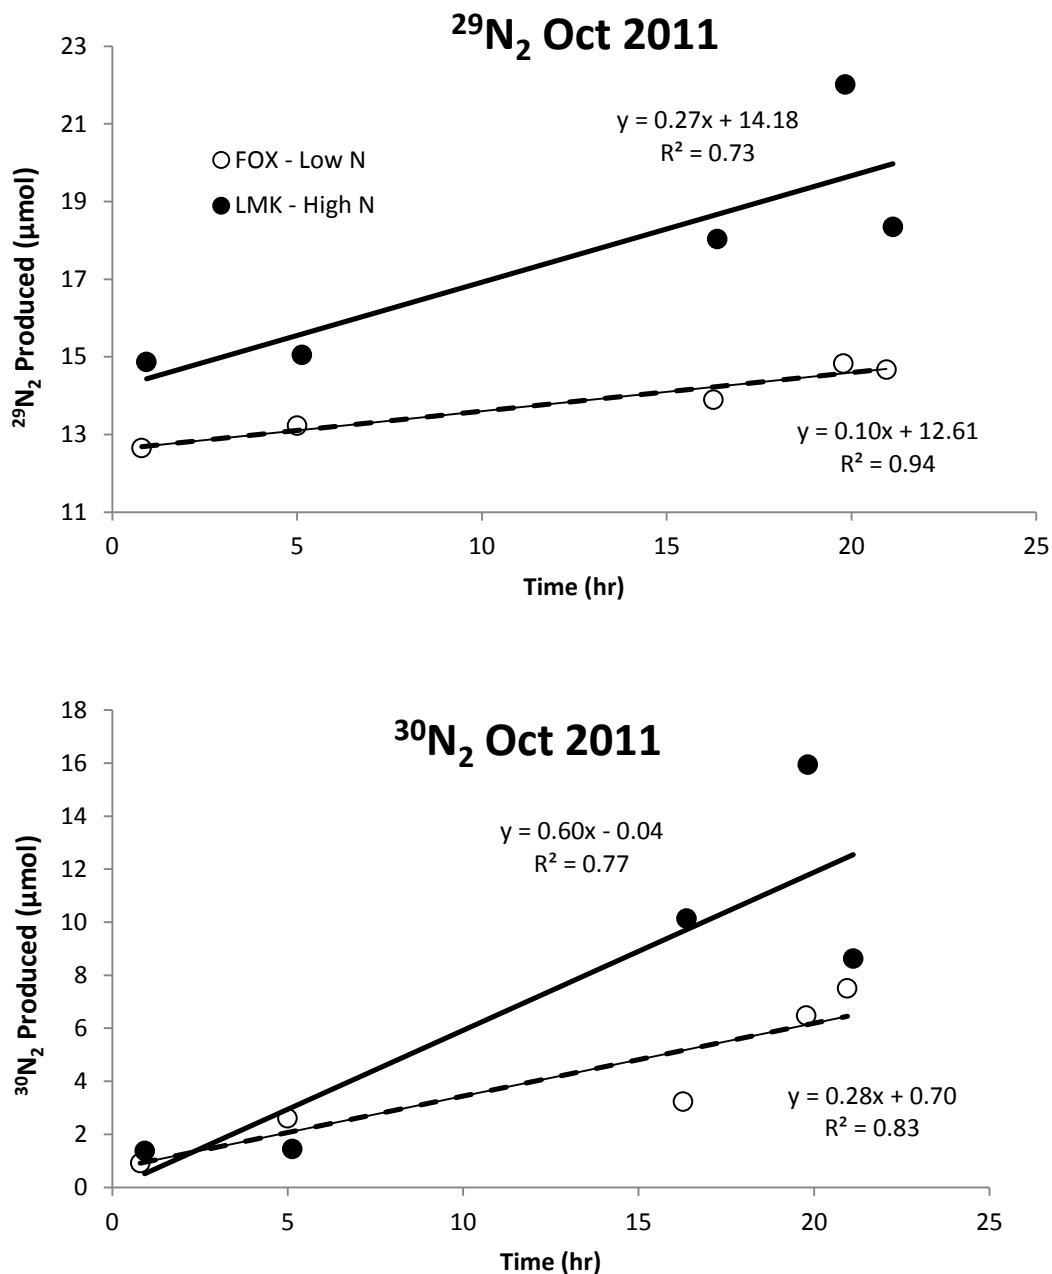 ²⁹N₂ Oct 2011
23
21
19
17
15
13
11
²⁹N₂ Produced (µmol)
FOX - Low N
LMK - High N
y = 0.27x + 14.18
R² = 0.73
y = 0.10x + 12.61
R² = 0.94
0 5 10 15 20 25
Time (hr)
³⁰N₂ Oct 2011
18
16
14
12
10
8
6
4
2
0
³⁰N₂ Produced (µmol)
y = 0.60x - 0.04
R² = 0.77
y = 0.28x + 0.70
R² = 0.83
0 5 10 15 20 25
Time (hr)